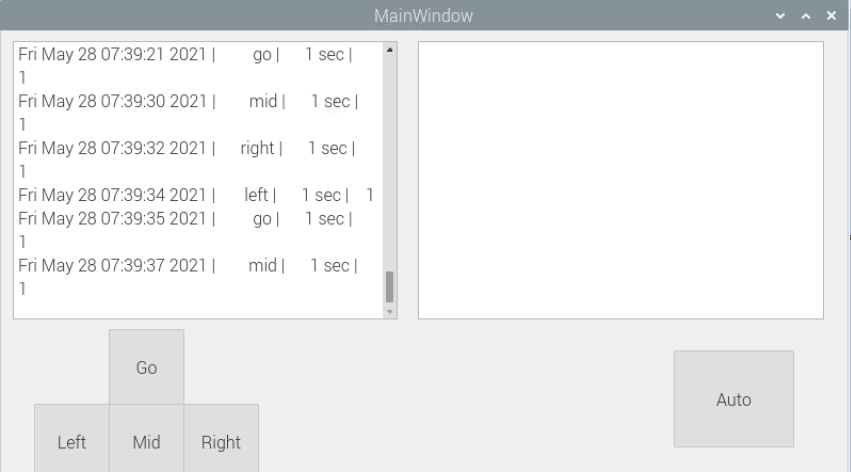 MainWindow
Fri May 28 07:39:21 2021 | go | 1 sec |
1
Fri May 28 07:39:30 2021 | mid | 1 sec |
1
Fri May 28 07:39:32 2021 | right | 1 sec |
1
Fri May 28 07:39:34 2021 | left | 1 sec | 1
Fri May 28 07:39:35 2021 | go | 1 sec |
1
Fri May 28 07:39:37 2021 | mid | 1 sec |
1
Go
Auto
Left Mid Right